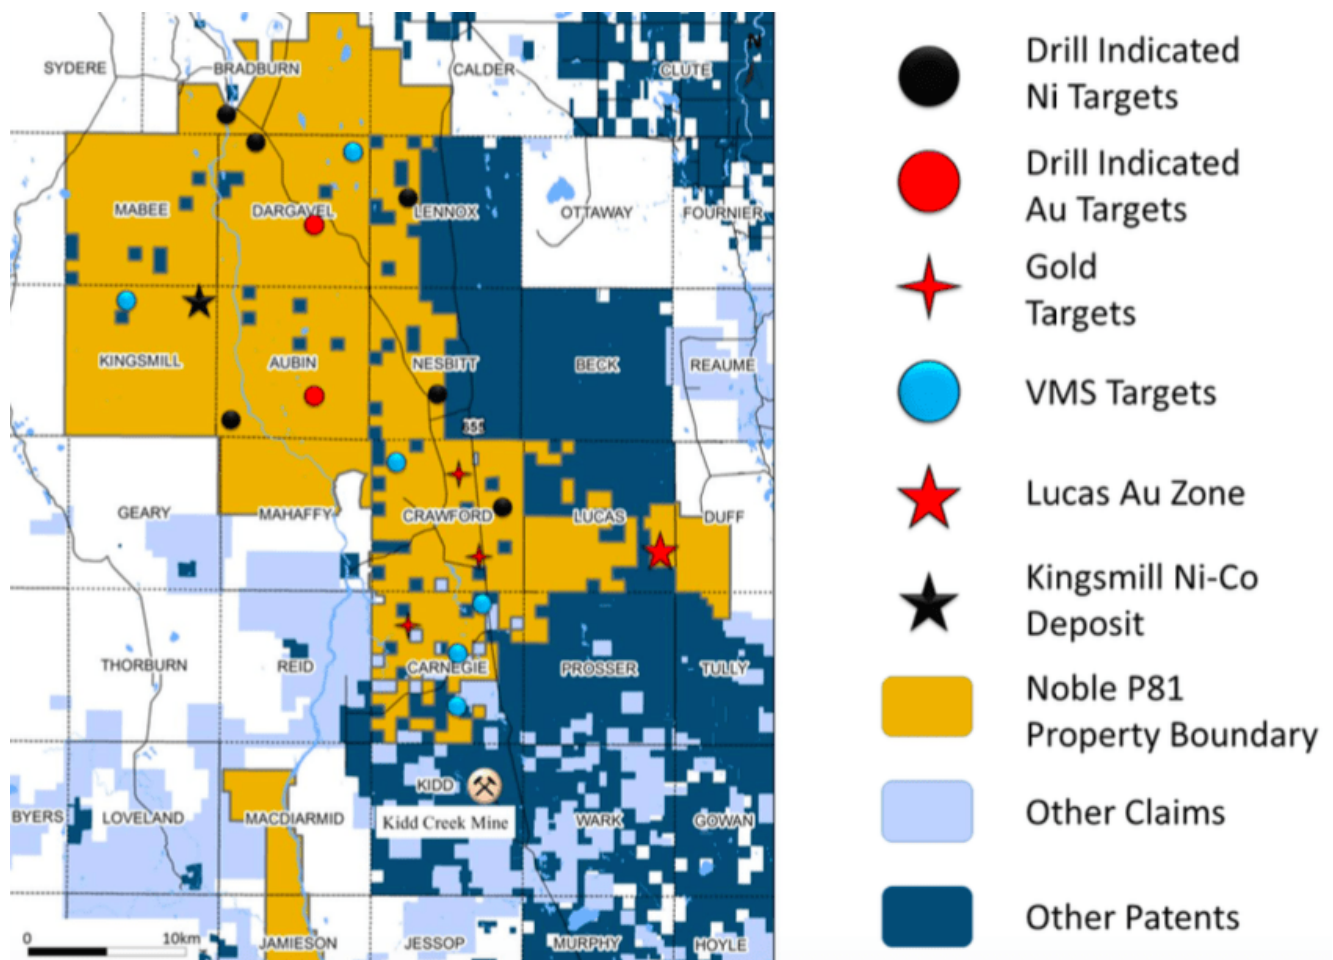 SYDERE
BRADBURN
CALDER
CLUTE
N
MABEE
DARGAVEL
LENNOX
OTTAWAY
FOURNIER
KINGSMILL
AUBIN
NESBITT
BECK
REAUME
GEARY
MAHAFFY
CRAWFORD
LUCAS
DUFF
THORBURN
REID
CARNEGIE
PROSSER
TULLY
KIDD
BYERS
LOVELAND
MACDIARMID
Kidd Creek Mine
WARK
GOWAN
0
10km
JAMIESON
JESSOP
MURPHY
HOYLE
Drill Indicated
Ni Targets
Drill Indicated
Au Targets
Gold
Targets
VMS Targets
Lucas Au Zone
Kingsmill Ni-Co
Deposit
Noble P81
Property Boundary
Other Claims
Other Patents